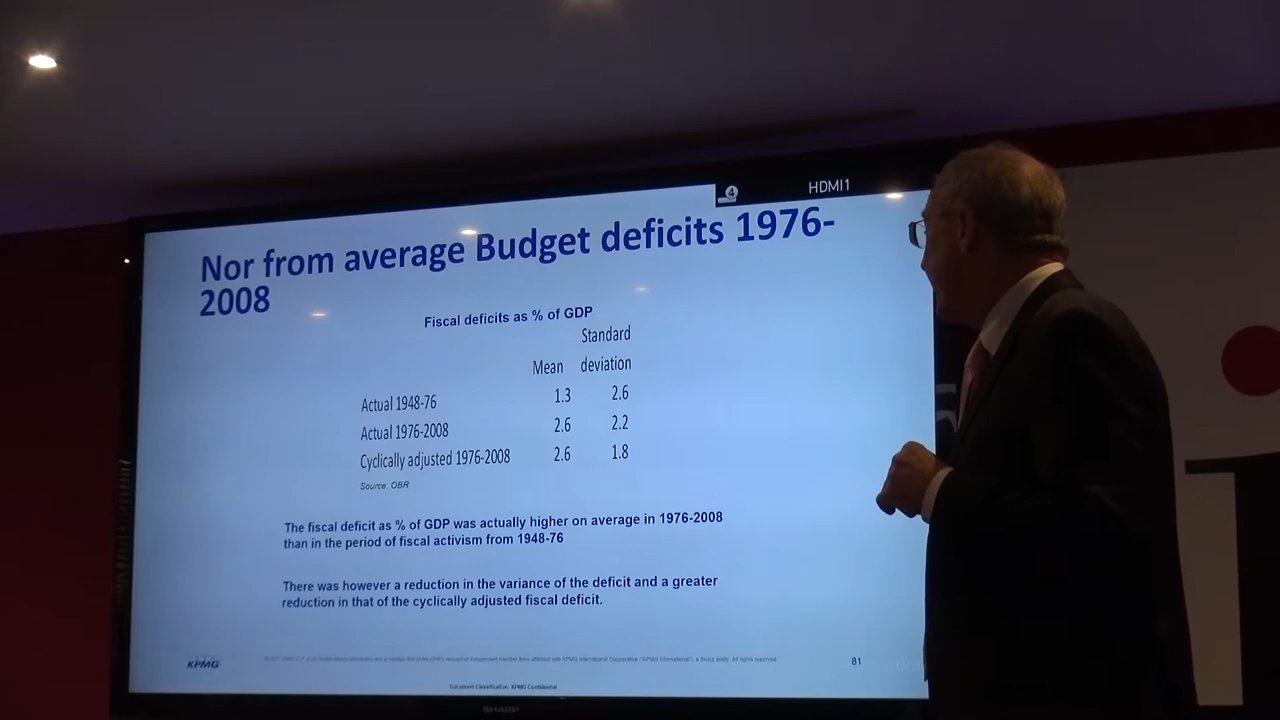 4
HDMI1
Nor from average Budget deficits 1976-
2008
Fiscal deficits as % of GDP
Standard
Mean deviation
Actual 1948-76 1.3 2.6
Actual 1976-2008 2.6 2.2
Cyclically adjusted 1976-2008 2.6 1.8
Source: OBR
The fiscal deficit as % of GDP was actually higher on average in 1976-2008
than in the period of fiscal activism from 1948-76
There was however a reduction in the variance of the deficit and a greater
reduction in that of the cyclically adjusted fiscal deficit.
KPMG
81
Document Classification: KPMG Confidential
SHARP